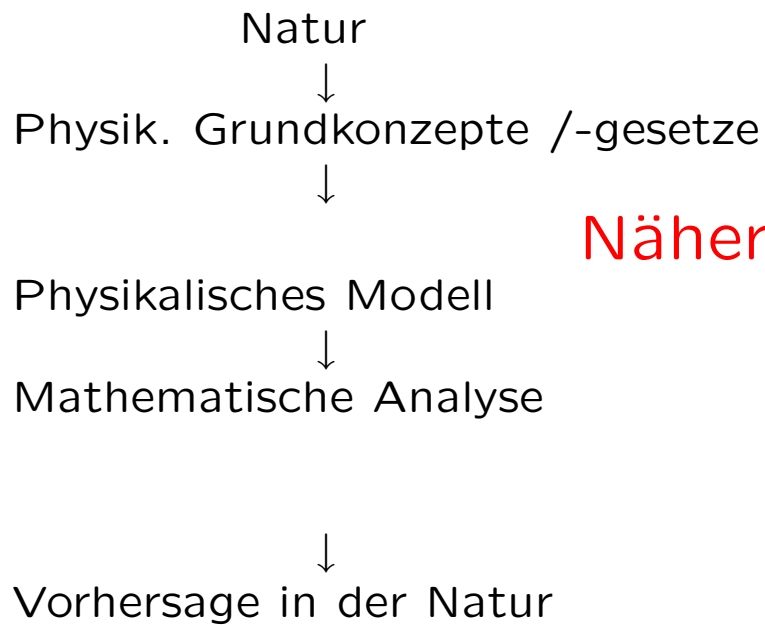 Natur
↓
Physik. Grundkonzepte /-gesetze
↓
Näher
Physikalisches Modell
↓
Mathematische Analyse
↓
Vorhersage in der Natur